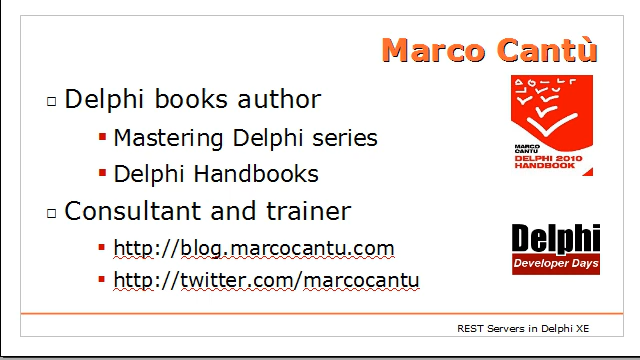 Marco Cantù
Delphi books author
Mastering Delphi series
Delphi Handbooks
Consultant and trainer
http://blog.marcocantu.com
http://twitter.com/marcocantu
MARCO
CANTÙ
DELPHI 2010
HANDBOOK
Delphi
Developer Days
REST Servers in Delphi XE